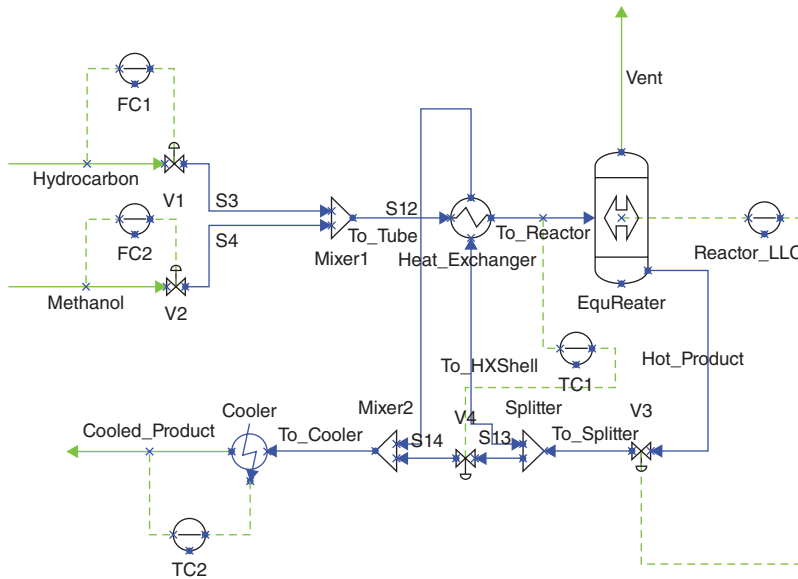 Vent
FC1
Hydrocarbon
V1
S3
S12
FC2
S4
To_Tube
To_Reactor
Reactor_LLC
Mixer1
Heat_Exchanger
Methanol
V2
EquReater
To_HXShell
TC1
Hot_Product
Cooler
Mixer2
V4
Splitter
V3
Cooled_Product
To_Cooler
S14
S13
To_Splitter
TC2